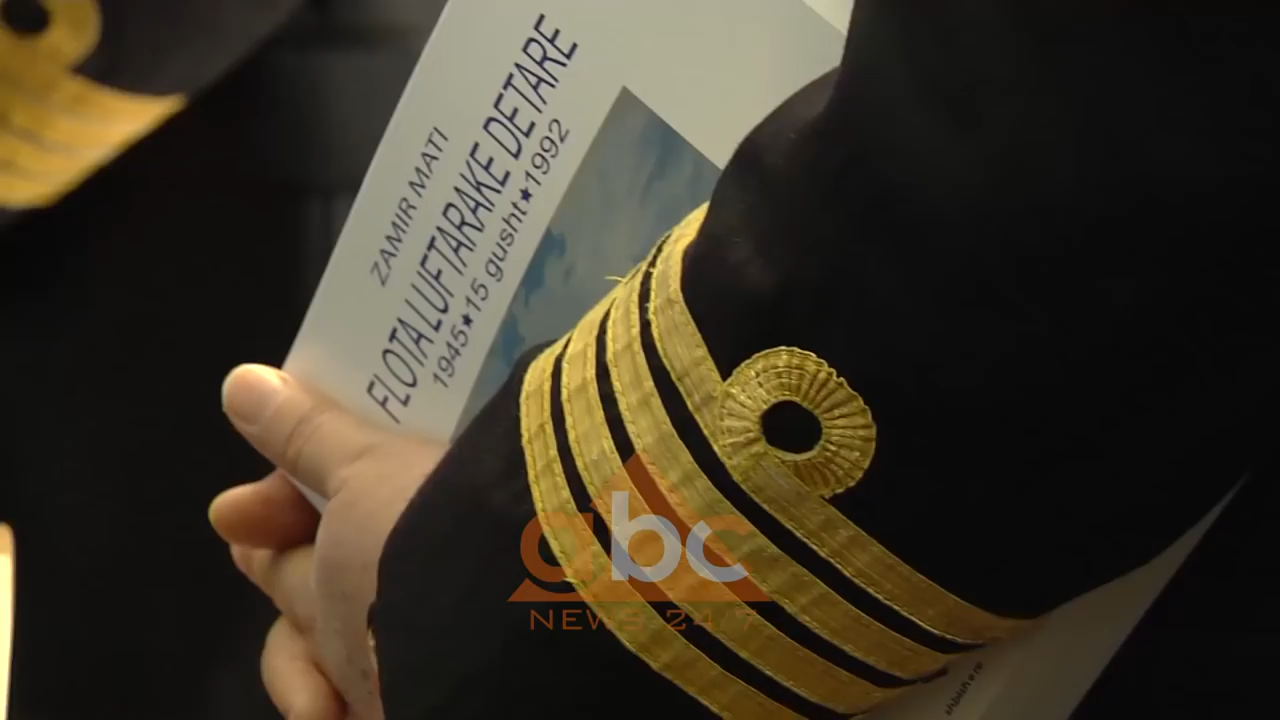 ZAMIR MATI
FLOTA LUFTARAKE DETARE
1945★15 gusht★1992
abc
NEWS 24/7